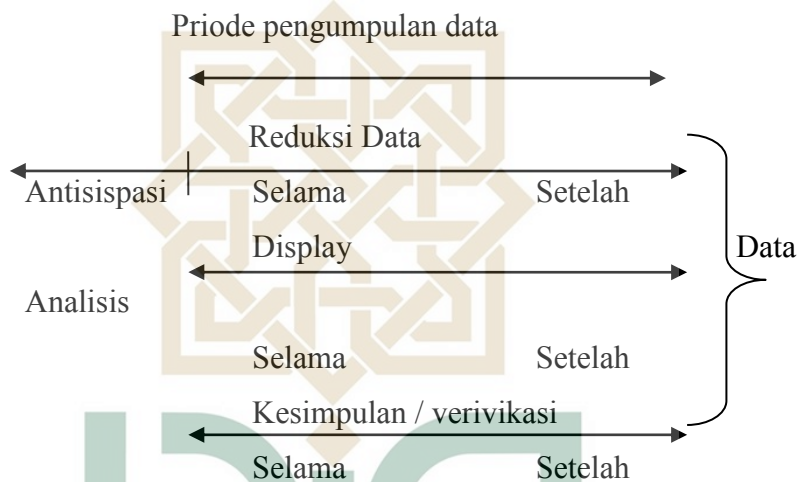 Priode pengumpulan data
Reduksi Data
Antisispasi Selama Setelah
Display Data
Analisis
Selama Setelah
Kesimpulan / verivikasi
Selama Setelah